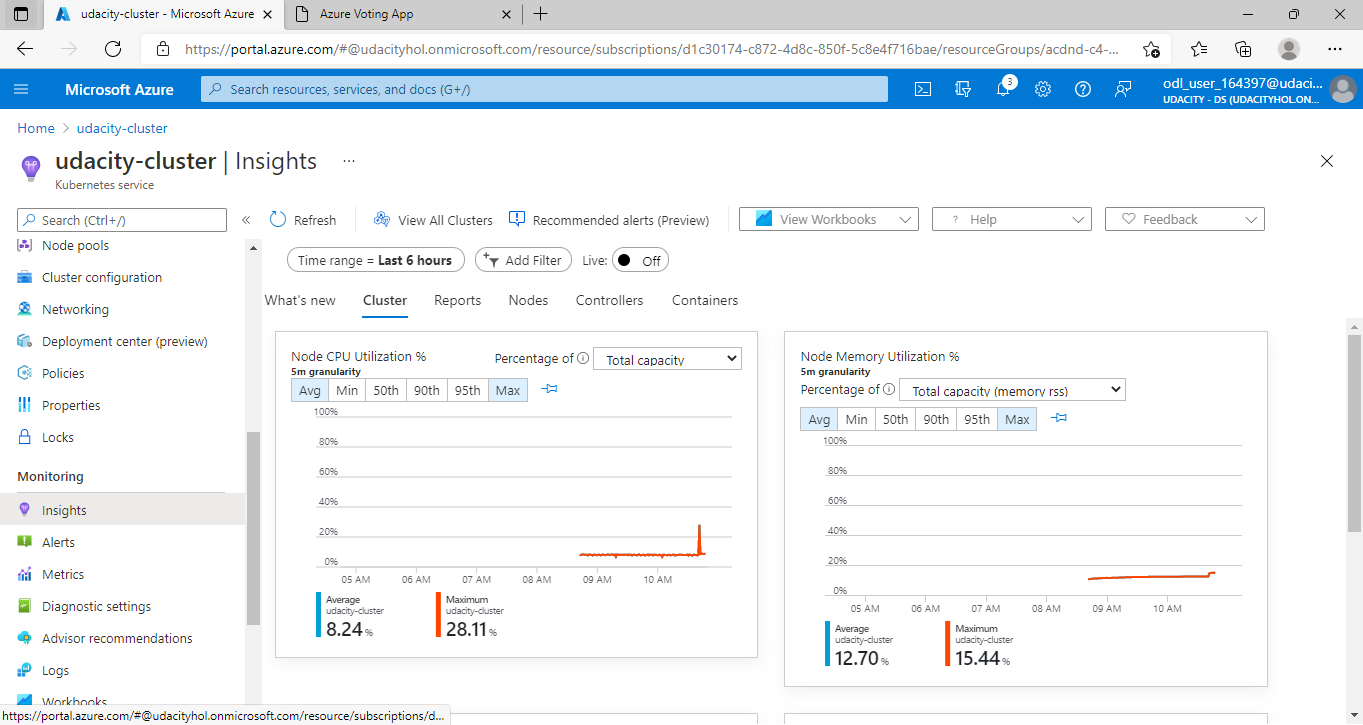 udacity-cluster - Microsoft Azure
Azure Voting App
https://portal.azure.com/#@udacityhol.onmicrosoft.com/resource/subscriptions/d1c30174-c872-4d8c-850f-5c8e4f716bae/resourceGroups/acdnd-c4-...
Microsoft Azure
Search resources, services, and docs (G+/)
3
odl_user_164397@udaci...
UDACITY - DS (UDACITYHOL.ON...
Home > udacity-cluster
udacity-cluster | Insights ...
Kubernetes service
Search (Ctrl+/)
«
Refresh
View All Clusters
Recommended alerts (Preview)
View Workbooks
? Help
Feedback
Node pools
Cluster configuration
Networking
Deployment center (preview)
Policies
Properties
Locks
Monitoring
Insights
Alerts
Metrics
Diagnostic settings
Advisor recommendations
Logs
Workbooks
https://portal.azure.com/#@udacityhol.onmicrosoft.com/resource/subscriptions/d...
Time range = Last 6 hours
Add Filter
Live: Off
What's new Cluster Reports Nodes Controllers Containers
Node CPU Utilization %
5m granularity
Percentage of Total capacity
Avg Min 50th 90th 95th Max
100%
80%
60%
40%
20%
0%
05 AM 06 AM 07 AM 08 AM 09 AM 10 AM
Average
udacity-cluster
8.24 %
Maximum
udacity-cluster
28.11 %
Node Memory Utilization %
5m granularity
Percentage of Total capacity (memory rss)
Avg Min 50th 90th 95th Max
100%
80%
60%
40%
20%
0%
05 AM 06 AM 07 AM 08 AM 09 AM 10 AM
Average
udacity-cluster
12.70 %
Maximum
udacity-cluster
15.44 %